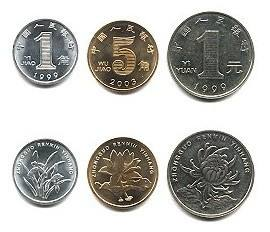 中国人民银行 中国人民银行 中国人民银行
1 5 1
YI JIAO 角 WU JIAO 角 YI YUAN 元
1999 2003 1999
ZHONGGUO RENMIN YINHANG ZHONGGUO RENMIN YINHANG ZHONGGUO RENMIN YINHANG